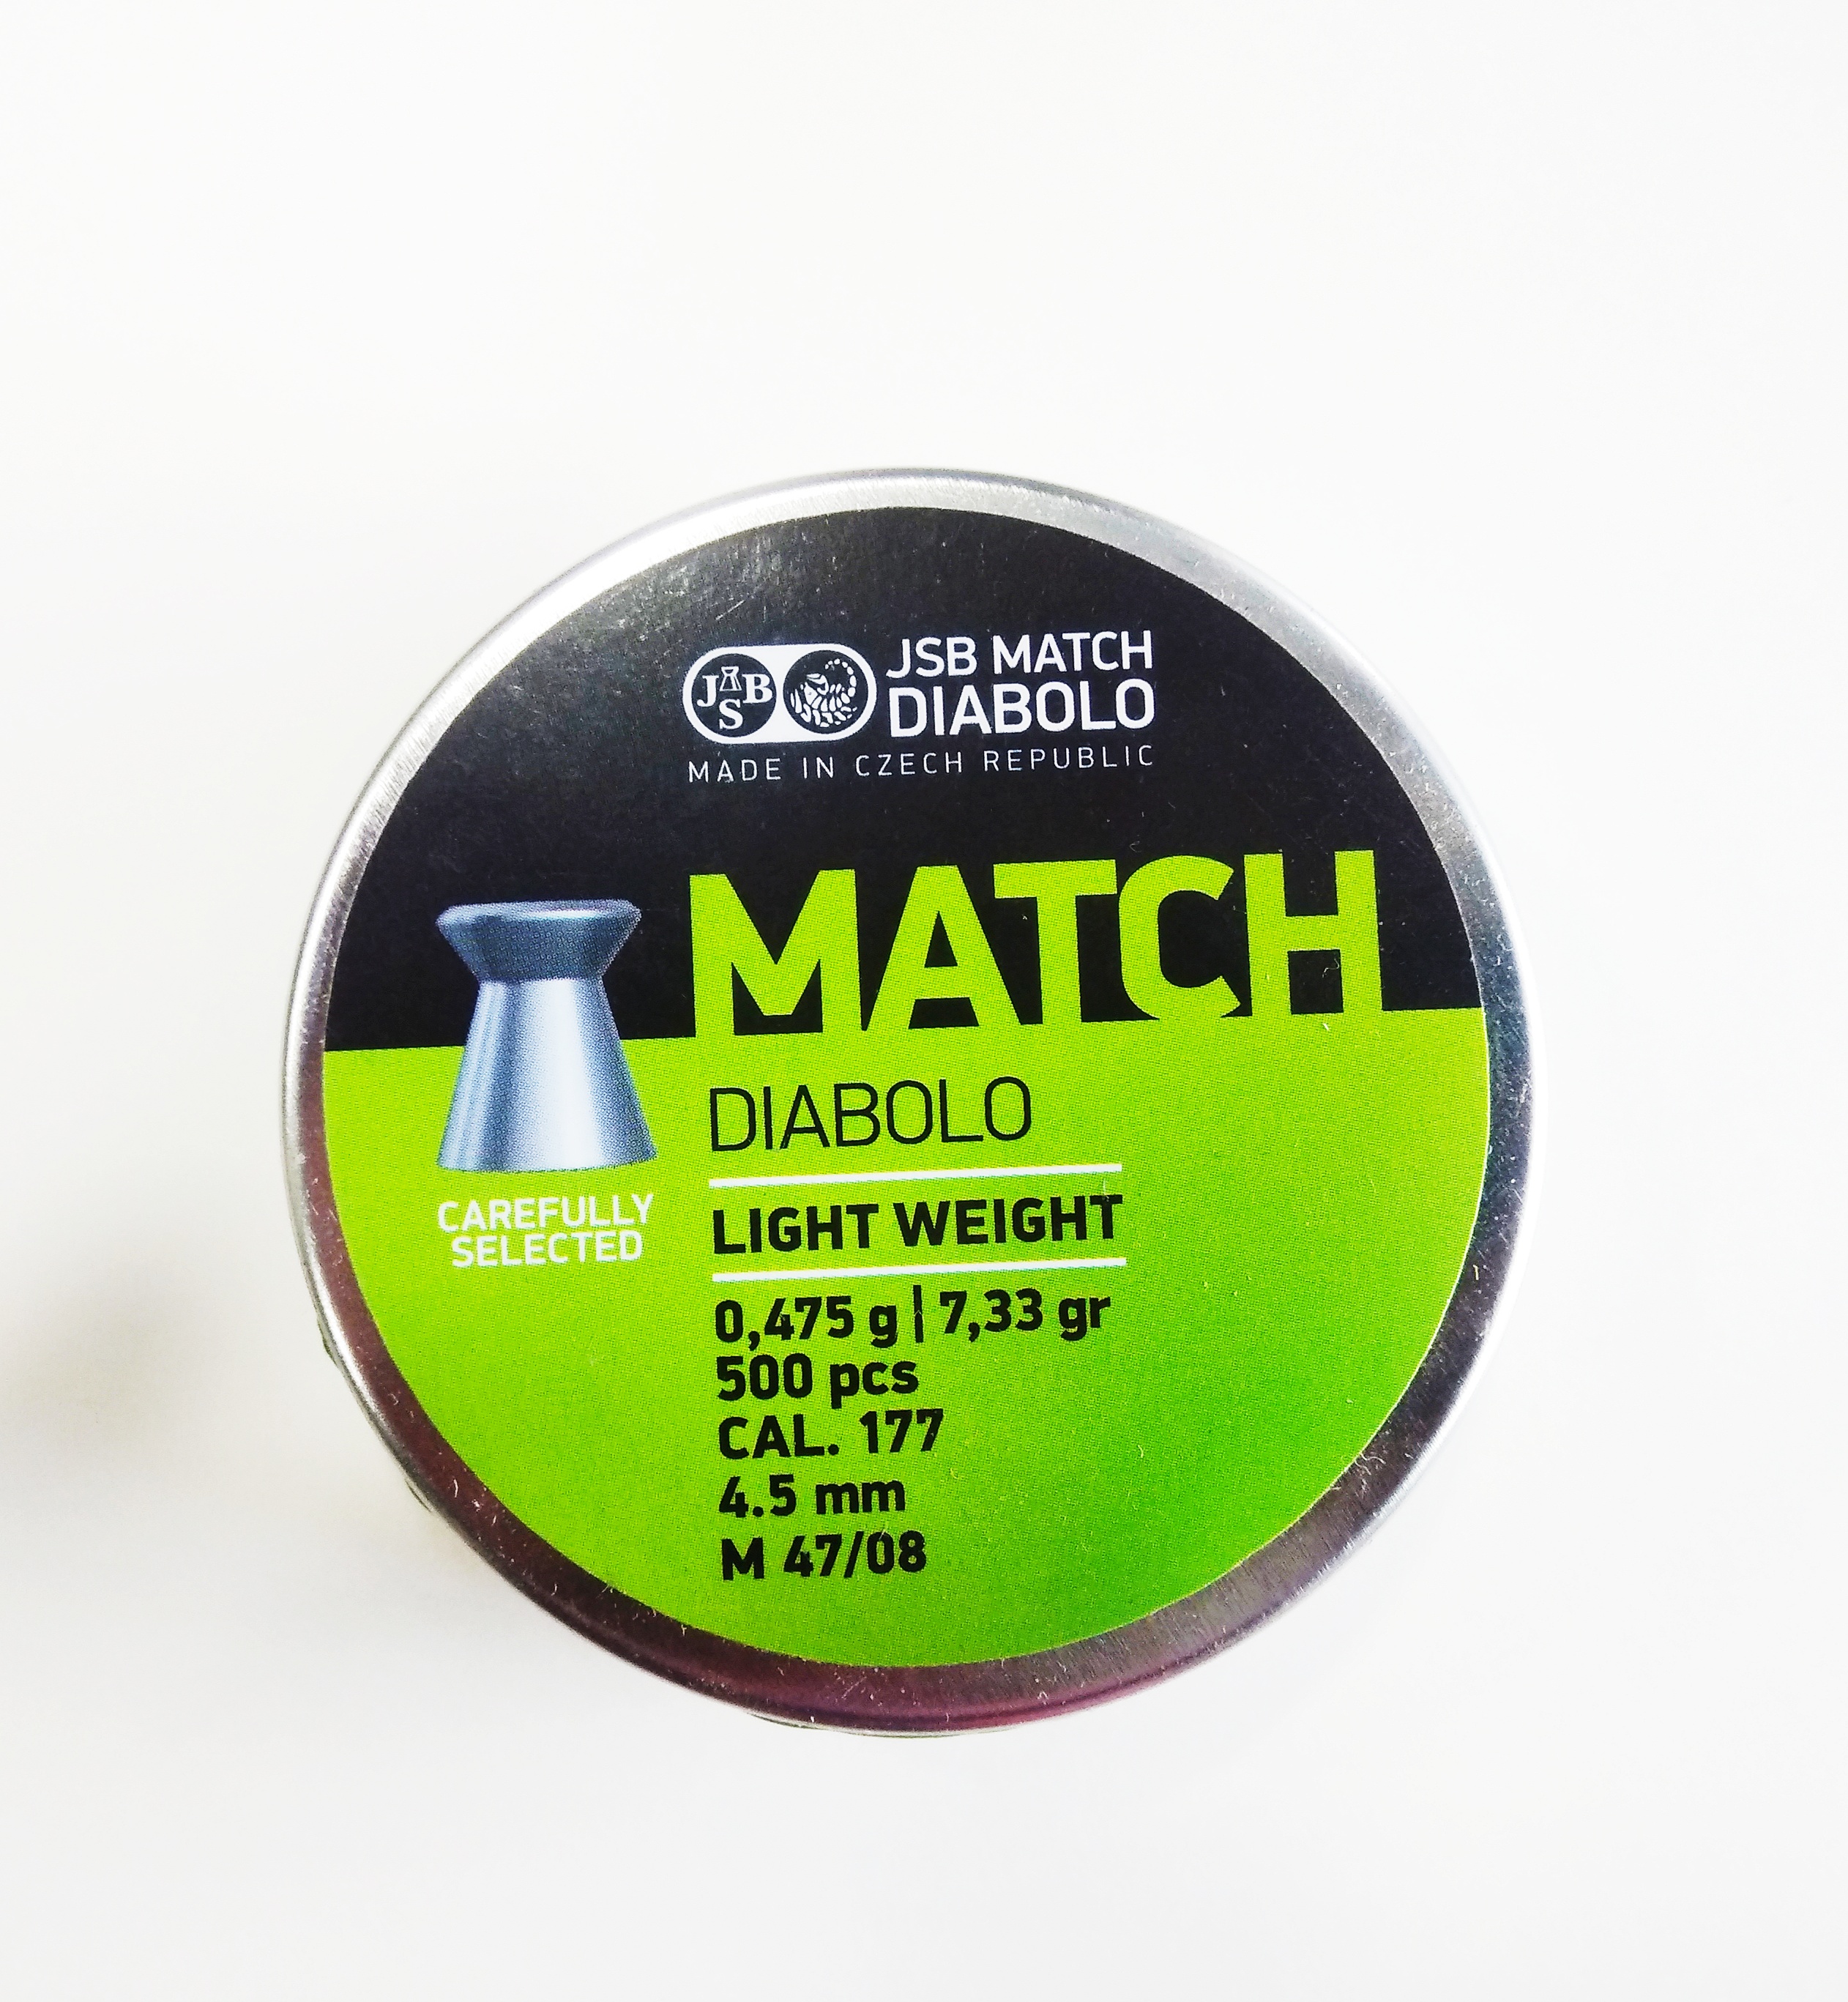 JSB
JSB MATCH
DIABOLO
MADE IN CZECH REPUBLIC
MATCH
DIABOLO
CAREFULLY
SELECTED
LIGHT WEIGHT
0,475 g | 7,33 gr
500 pcs
CAL. 177
4.5 mm
M 47/08